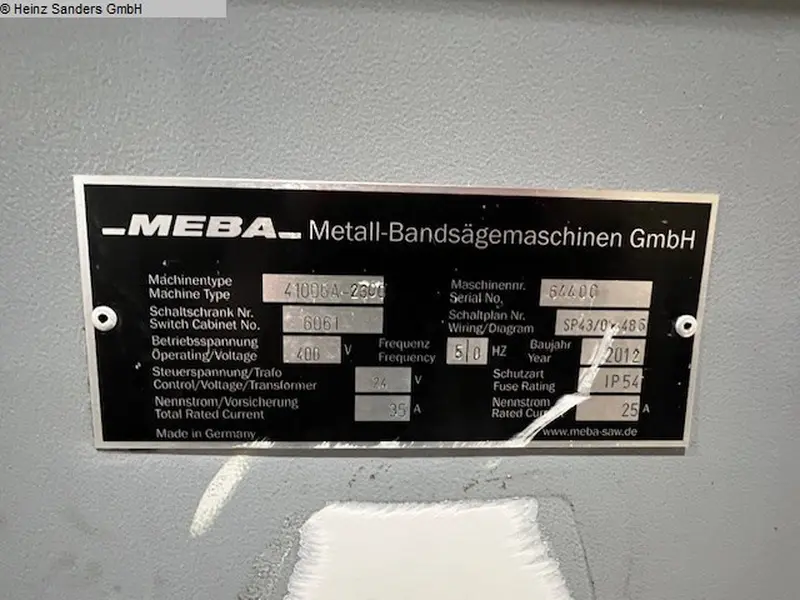 ® Heinz Sanders GmbH
MEBA Metall-Bandsägemaschinen GmbH
Machinentype
Machine Type 
Maschinennr.
Serial No. 64400
Schaltschrank Nr.
Switch Cabinet No. 6061
Schaltplan Nr.
Wiring/Diagram
Betriebsspannung
Operating/Voltage 400 V
Frequenz
Frequency 50 HZ
Baujahr
Year 2012
Steuerspannung/Trafo
Control/Voltage/Transformer 24 V
Schutzart
Fuse Rating IP54
Nennstrom/Vorsicherung
Total Rated Current 35 A
Nennstrom
Rated 25 A
Made in Germany
www.meba-saw.de